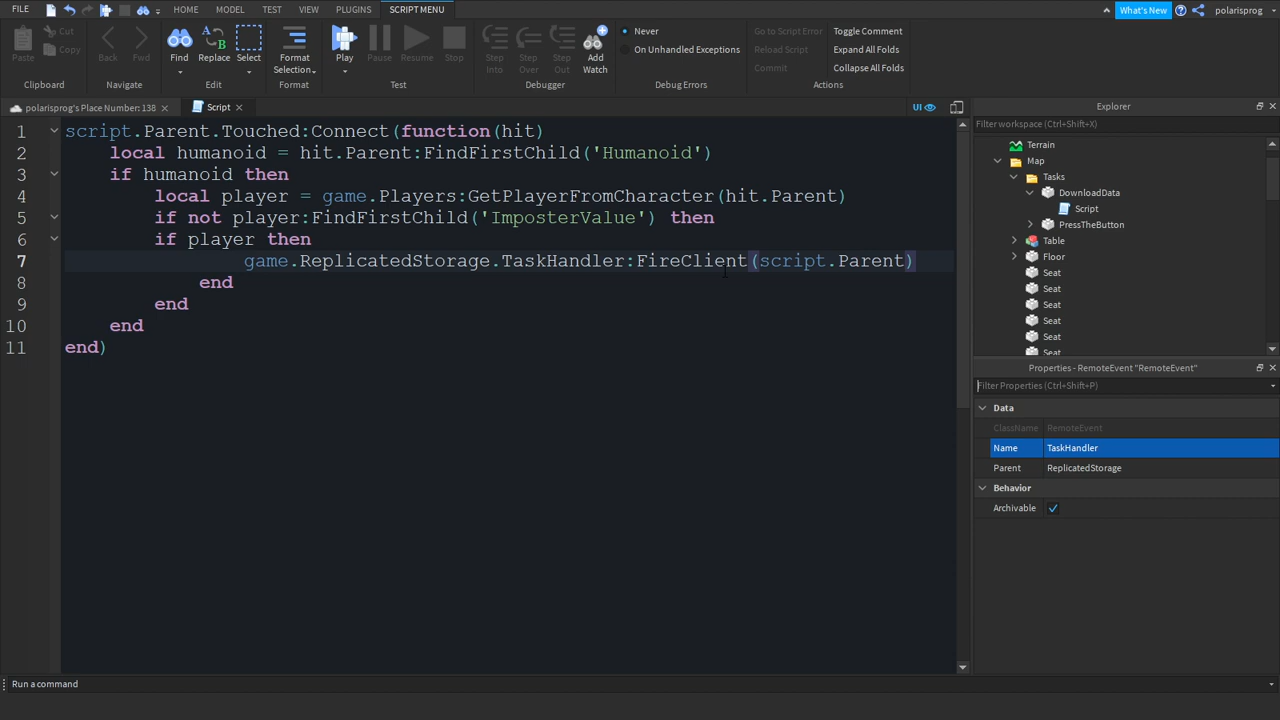 FILE HOME MODEL TEST VIEW PLUGINS SCRIPT MENU What's New polarisprog
Cut
Copy
Paste Back Fwd Find Replace Select Format Selection Play Pause Resume Stop Step Into Step Over Step Out Add Watch
Never
On Unhandled Exceptions
Go to Script Error
Reload Script
Commit
Toggle Comment
Expand All Folds
Collapse All Folds
Clipboard Navigate Edit Format Test Debugger Debug Errors Actions
polarisprog's Place Number: 138 Script UI
1 script.Parent.Touched:Connect(function(hit)
2 local humanoid = hit.Parent:FindFirstChild('Humanoid')
3 if humanoid then
4 local player = game.Players:GetPlayerFromCharacter(hit.Parent)
5 if not player:FindFirstChild('ImposterValue') then
6 if player then
7 game.ReplicatedStorage.TaskHandler:FireClient(script.Parent)
8 end
9 end
10 end
11 end)
Explorer
Filter workspace (Ctrl+Shift+X)
Terrain
Map
Tasks
DownloadData
Script
PressTheButton
Table
Floor
Seat
Seat
Seat
Seat
Seat
Seat
Properties - RemoteEvent "RemoteEvent"
Filter Properties (Ctrl+Shift+P)
Data
ClassName RemoteEvent
Name TaskHandler
Parent ReplicatedStorage
Behavior
Archivable
Run a command